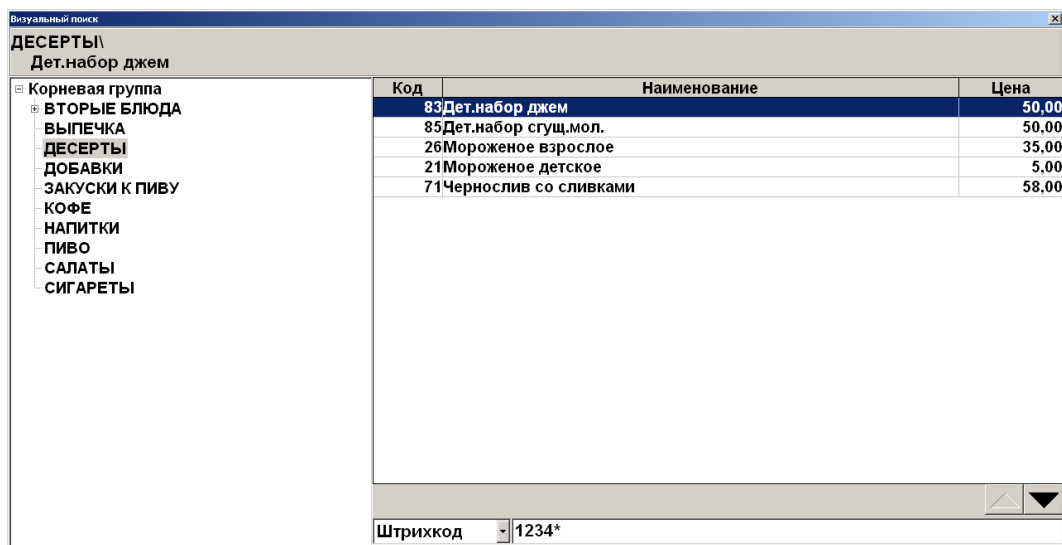 Визуальный поиск
ДЕСЕРТЫ\
Дет.набор джем
Корневая группа
ВТОРЫЕ БЛЮДА
ВЫПЕЧКА
ДЕСЕРТЫ
ДОБАВКИ
ЗАКУСКИ К ПИВУ
КОФЕ
НАПИТКИ
ПИВО
САЛАТЫ
СИГАРЕТЫ
Код Наименование Цена
83 Дет.набор джем 50,00
85 Дет.набор сгущ.мол. 50,00
26 Мороженое взрослое 35,00
21 Мороженое детское 5,00
71 Чернослив со сливками 58,00
Штрихкод 1234*